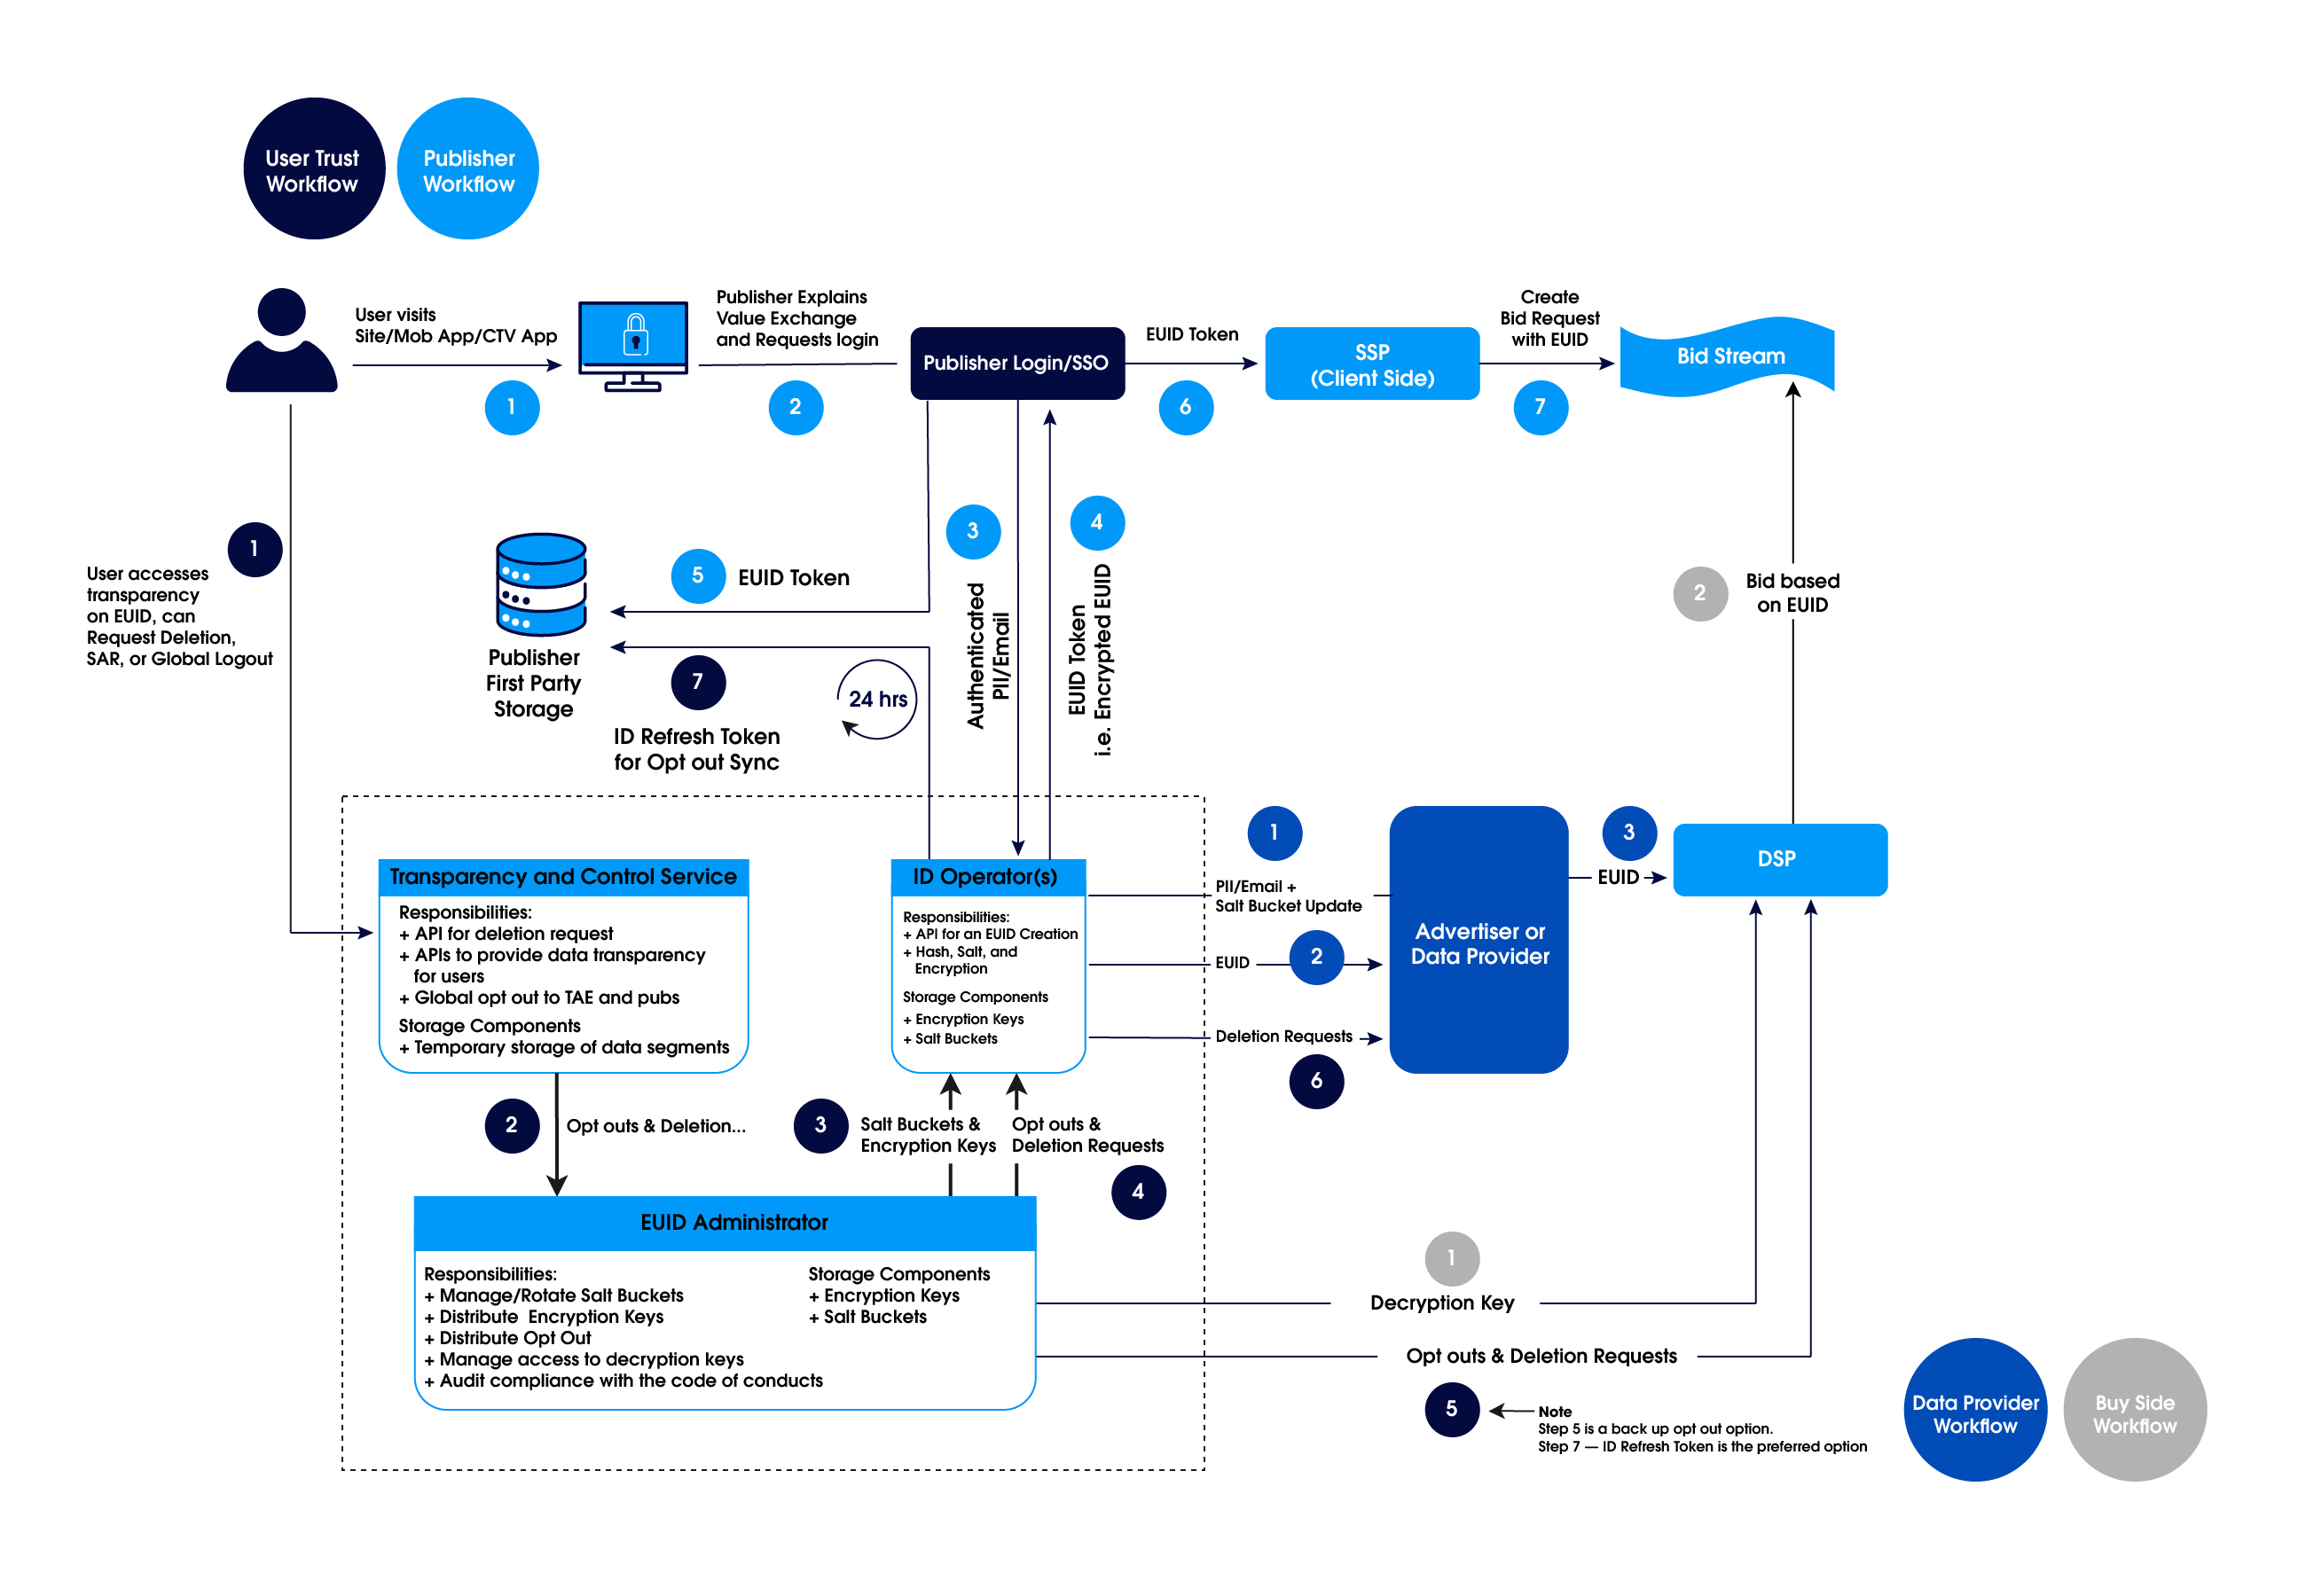 User Trust
Workflow
Publisher
Workflow
User visits
Site/Mob App/CTV App
1
Publisher Explains
Value Exchange
and Requests login
2
Publisher Login/SSO
EUID Token
6
SSP
(Client Side)
Create
Bid Request
with EUID
7
Bid Stream
1
User accesses
transparency
on EUID, can
Request Deletion,
SAR, or Global Logout
5
EUID Token
Publisher
First Party
Storage
7
ID Refresh Token
for Opt out Sync
24 hrs
3
Authenticated
PII/Email
4
EUID Token
i.e. Encrypted EUID
2
Bid based
on EUID
Transparency and Control Service
Responsibilities:
+ API for deletion request
+ APIs to provide data transparency
for users
+ Global opt out to TAE and pubs
Storage Components
+ Temporary storage of data segments
ID Operator(s)
Responsibilities:
+ API for an EUID Creation
+ Hash, Salt, and
Encryption
Storage Components
+ Encryption Keys
+ Salt Buckets
1
PII/Email +
Salt Bucket Update
EUID
2
Deletion Requests
6
Advertiser or
Data Provider
3
EUID
DSP
2
Opt outs & Deletion...
3
Salt Buckets &
Encryption Keys
Opt outs &
Deletion Requests
4
EUID Administrator
Responsibilities:
+ Manage/Rotate Salt Buckets
+ Distribute  Encryption Keys
+ Distribute Opt Out
+ Manage access to decryption keys
+ Audit compliance with the code of conducts
Storage Components
+ Encryption Keys
+ Salt Buckets
1
Decryption Key
Opt outs & Deletion Requests
5
Note
Step 5 is a back up opt out option.
Step 7 — ID Refresh Token is the preferred option
Data Provider
Workflow
Buy Side
Workflow